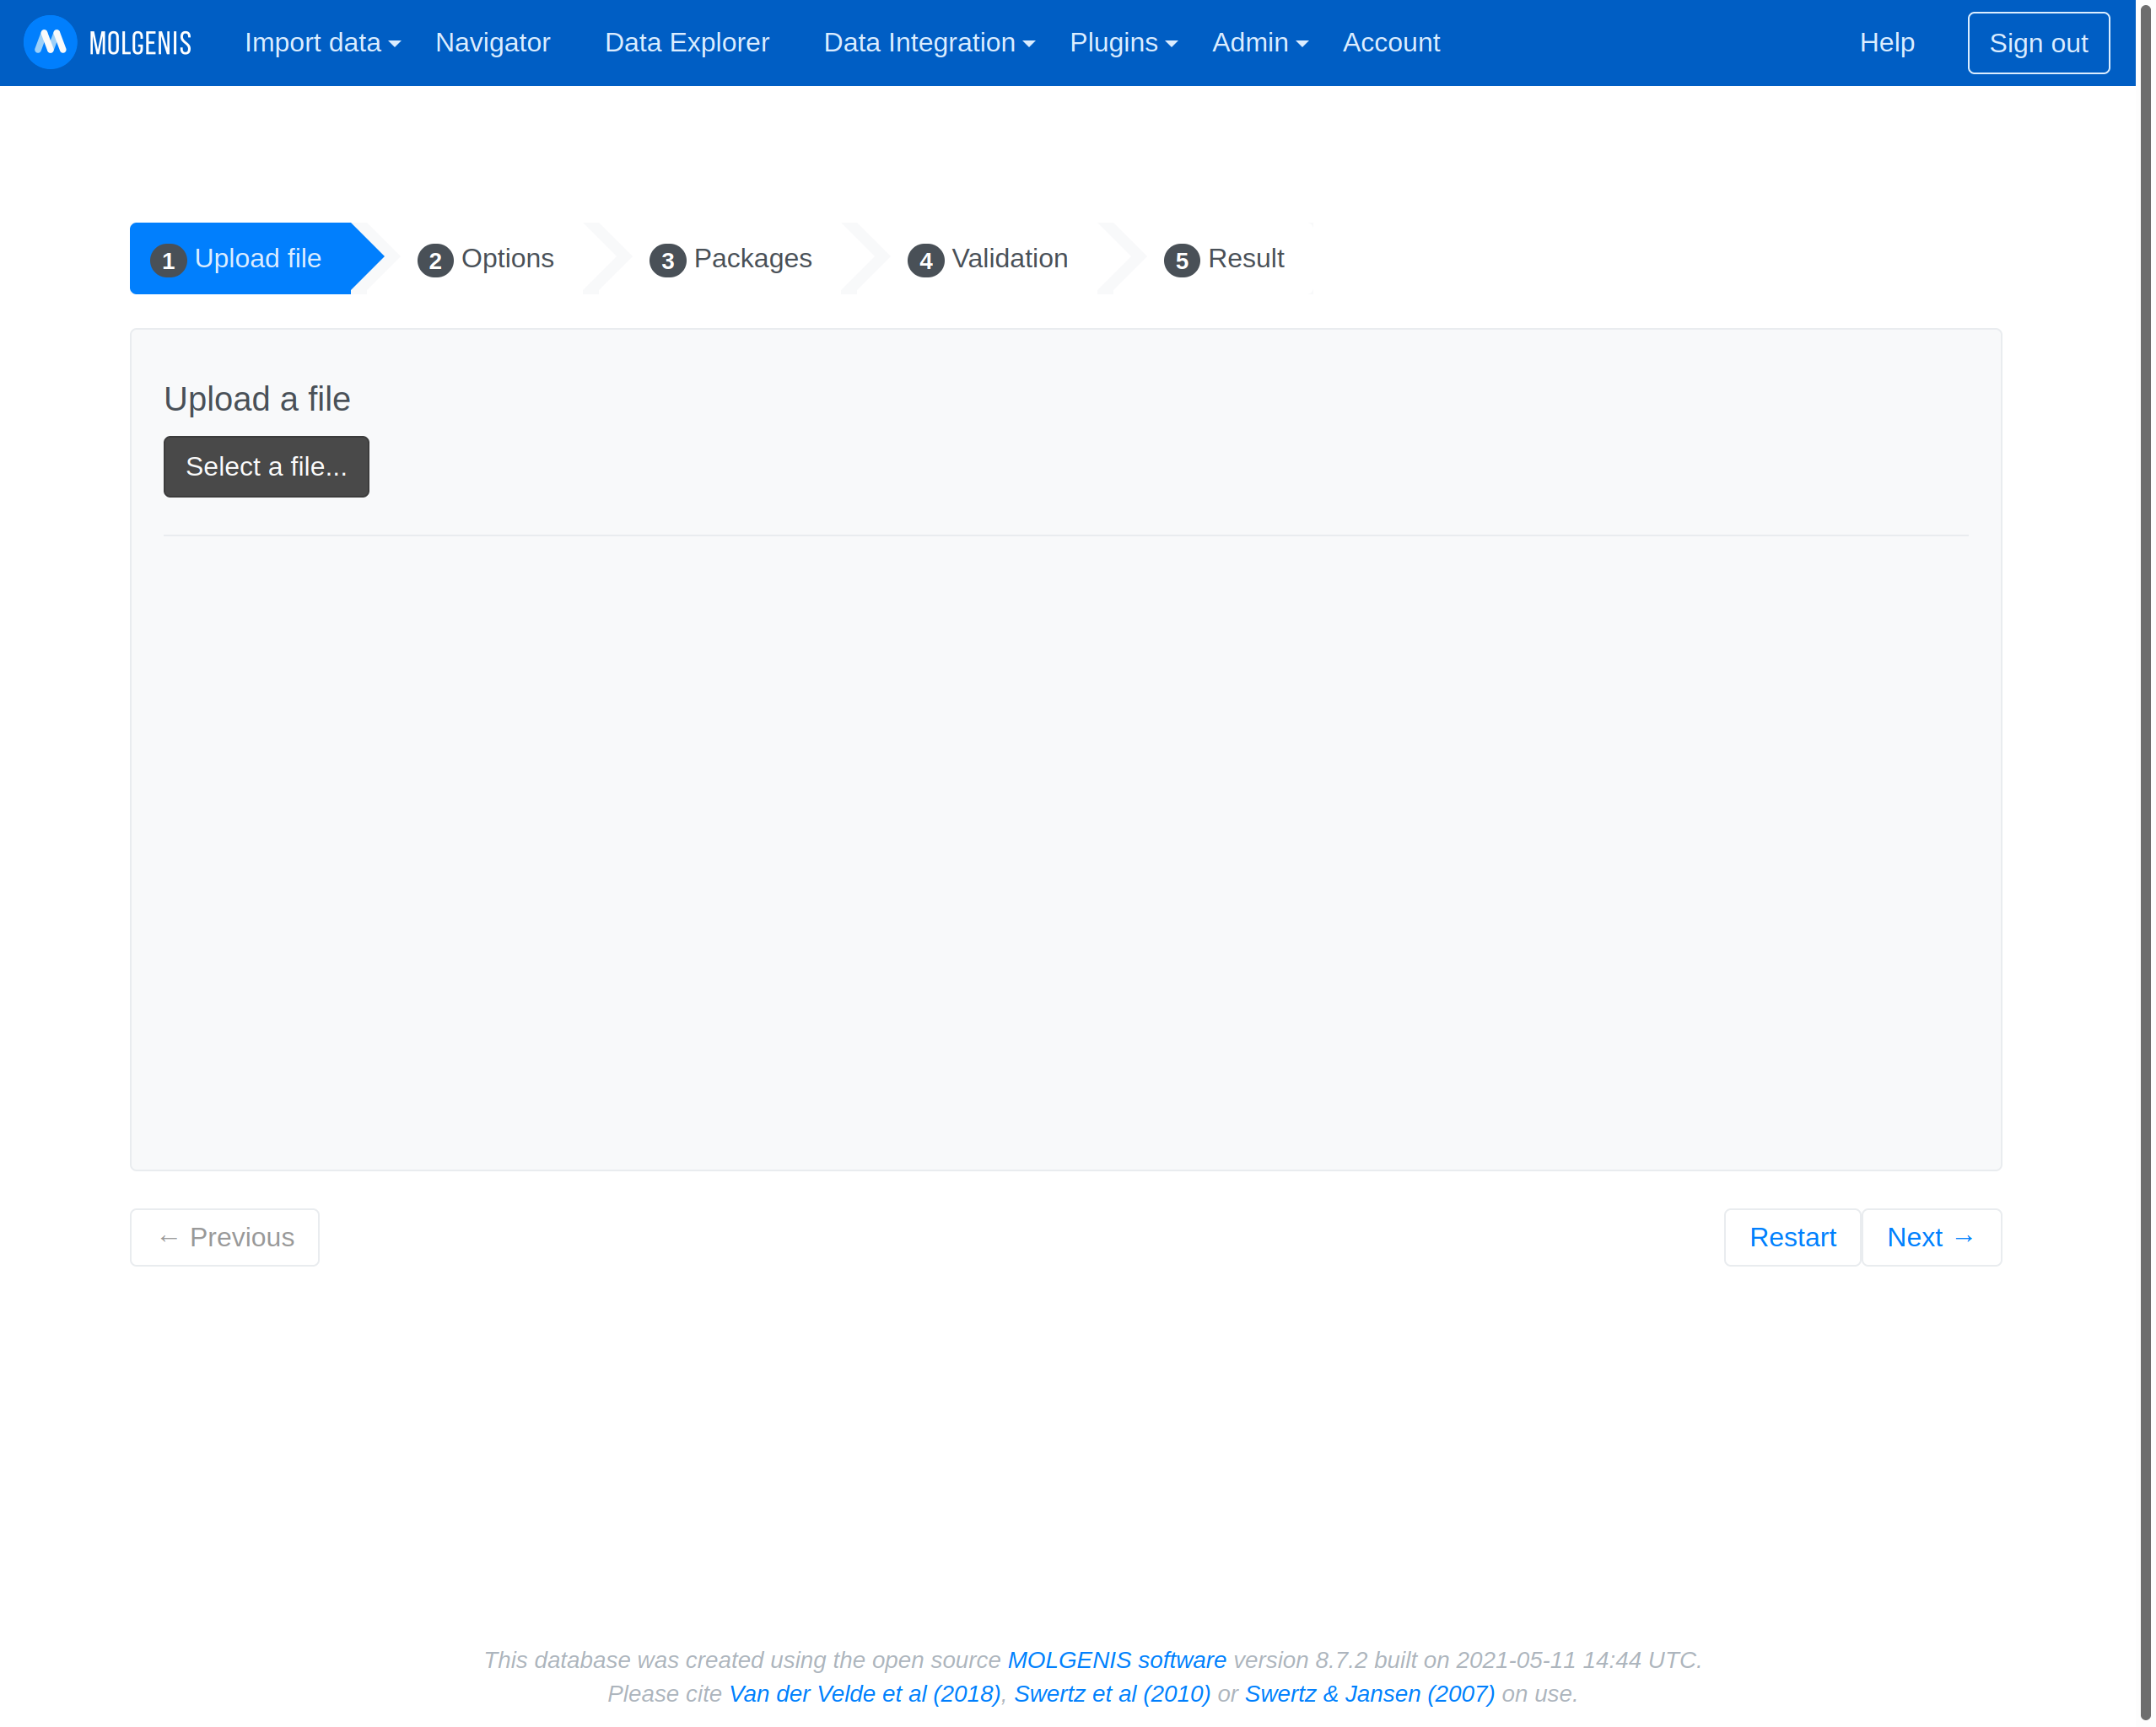 MOLGENIS Import data Navigator Data Explorer Data Integration Plugins Admin Account Help Sign out
1 Upload file 2 Options 3 Packages 4 Validation 5 Result
Upload a file
Select a file...
← Previous Restart Next →
This database was created using the open source MOLGENIS software version 8.7.2 built on 2021-05-11 14:44 UTC.
Please cite Van der Velde et al (2018), Swertz et al (2010) or Swertz & Jansen (2007) on use.